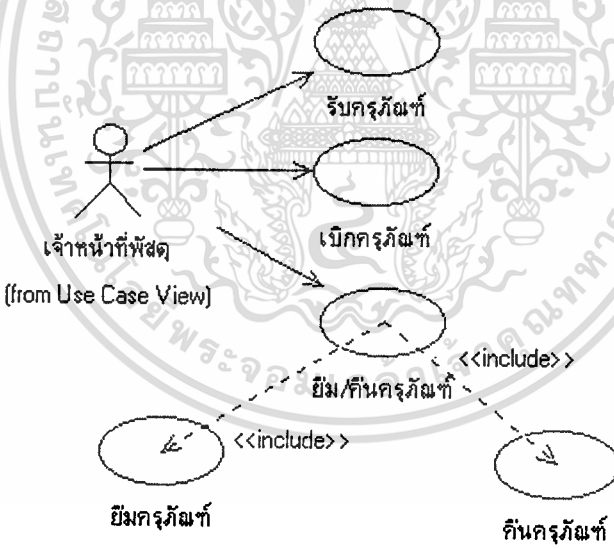 รับครุภัณฑ์
เบิกครุภัณฑ์
เจ้าหน้าที่พัสดุ
(from Use Case View)
<<include>>
ยืม/คืนครุภัณฑ์
<<include>>
ยืมครุภัณฑ์
คืนครุภัณฑ์